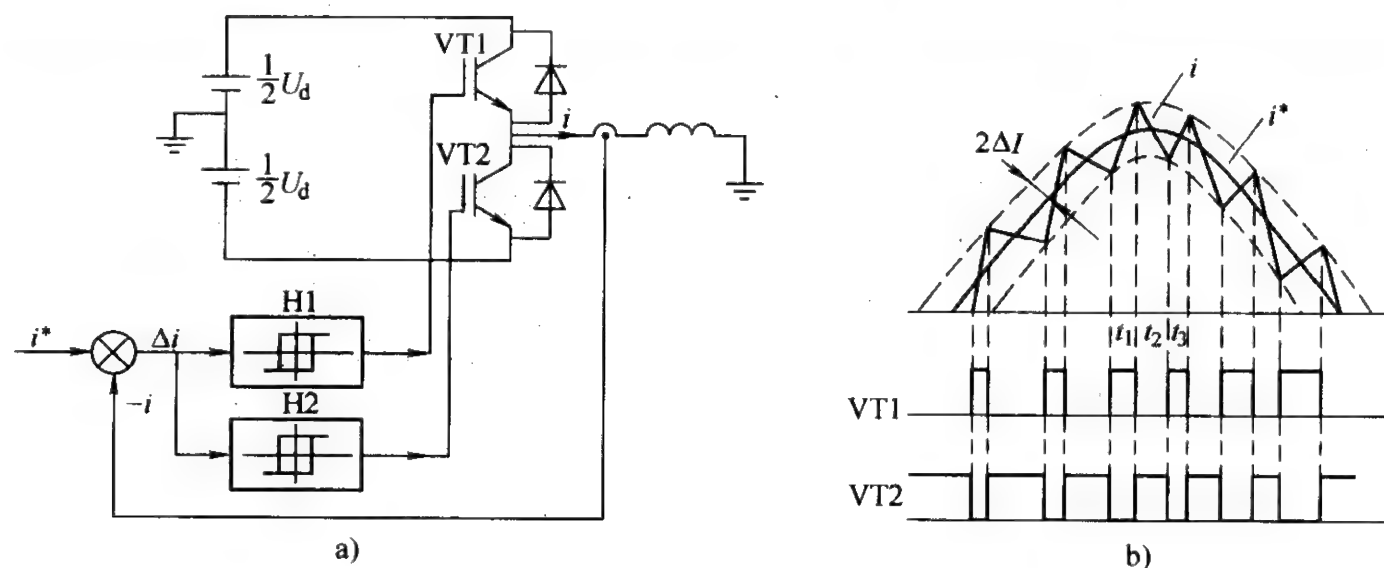 VT1
½U_d
i
VT2
½U_d
H1
i*
Δi
−i
H2
a)
i
i*
2ΔI
t₁ t₂ t₃
VT1
VT2
b)